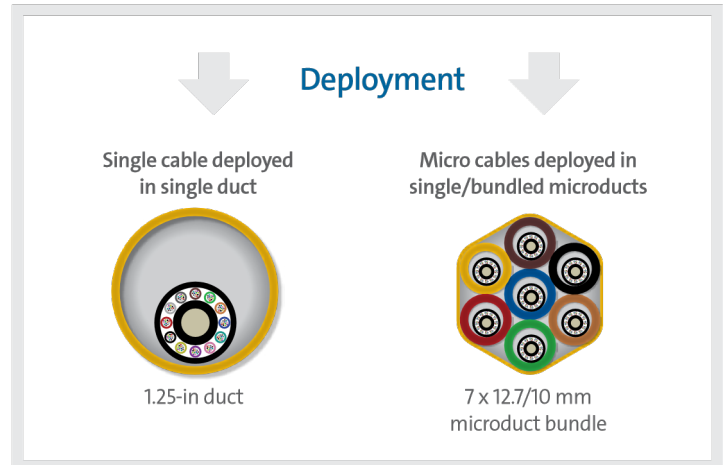 Deployment
Single cable deployed
in single duct
1.25-in duct
Micro cables deployed in
single/bundled microducts
7 x 12.7/10 mm
microduct bundle